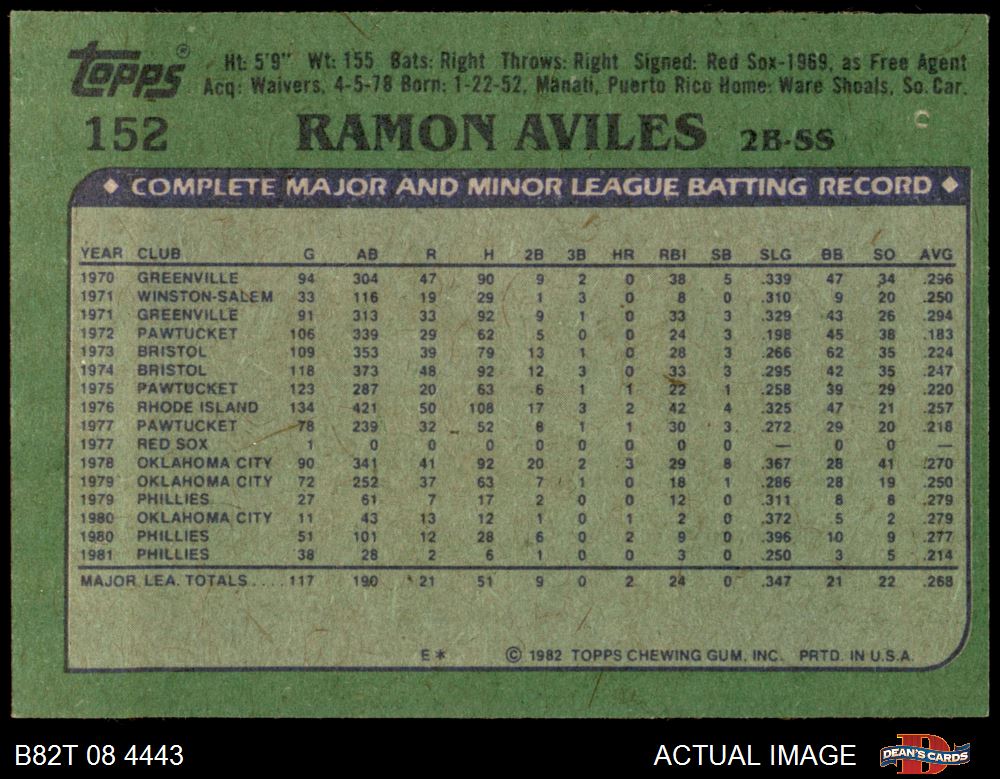 Topps® Ht: 5'9" Wt: 155 Bats: Right Throws: Right Signed: Red Sox-1969, as Free Agent
Acq: Waivers, 4-5-78 Born: 1-22-52, Manati, Puerto Rico Home: Ware Shoals, So. Car.
152 RAMON AVILES 2B-SS
◆ COMPLETE MAJOR AND MINOR LEAGUE BATTING RECORD ◆
YEAR CLUB G AB R H 2B 3B HR RBI SB SLG BB SO AVG
1970 GREENVILLE 94 304 47 90 9 2 0 38 5 .339 47 34 .296
1971 WINSTON-SALEM 33 116 19 29 1 3 0 8 0 .310 9 20 .250
1971 GREENVILLE 91 313 33 92 9 1 0 33 3 .329 43 26 .294
1972 PAWTUCKET 106 339 29 62 5 0 0 24 3 .198 45 38 .183
1973 BRISTOL 109 353 39 79 13 1 0 28 3 .266 62 35 .224
1974 BRISTOL 118 373 48 92 12 3 0 33 3 .295 42 35 .247
1975 PAWTUCKET 123 287 20 63 6 1 1 22 1 .258 39 29 .220
1976 RHODE ISLAND 134 421 50 108 17 3 2 42 4 .325 47 21 .257
1977 PAWTUCKET 78 239 32 52 8 1 1 30 3 .272 29 20 .218
1977 RED SOX 1 0 0 0 0 0 0 0 0 — 0 0 —
1978 OKLAHOMA CITY 90 341 41 92 20 2 3 29 8 .367 28 41 .270
1979 OKLAHOMA CITY 72 252 37 63 7 1 0 18 1 .286 28 19 .250
1979 PHILLIES 27 61 7 17 2 0 0 12 0 .311 8 8 .279
1980 OKLAHOMA CITY 11 43 13 12 1 0 1 2 0 .372 5 2 .279
1980 PHILLIES 51 101 12 28 6 0 2 9 0 .396 10 9 .277
1981 PHILLIES 38 28 2 6 1 0 0 3 0 .250 3 5 .214
MAJOR LEA. TOTALS.... 117 190 21 51 9 0 2 24 0 .347 21 22 .268
E* © 1982 TOPPS CHEWING GUM, INC. PRTD. IN U.S.A.
B82T 08 4443 ACTUAL IMAGE DEAN'S CARDS